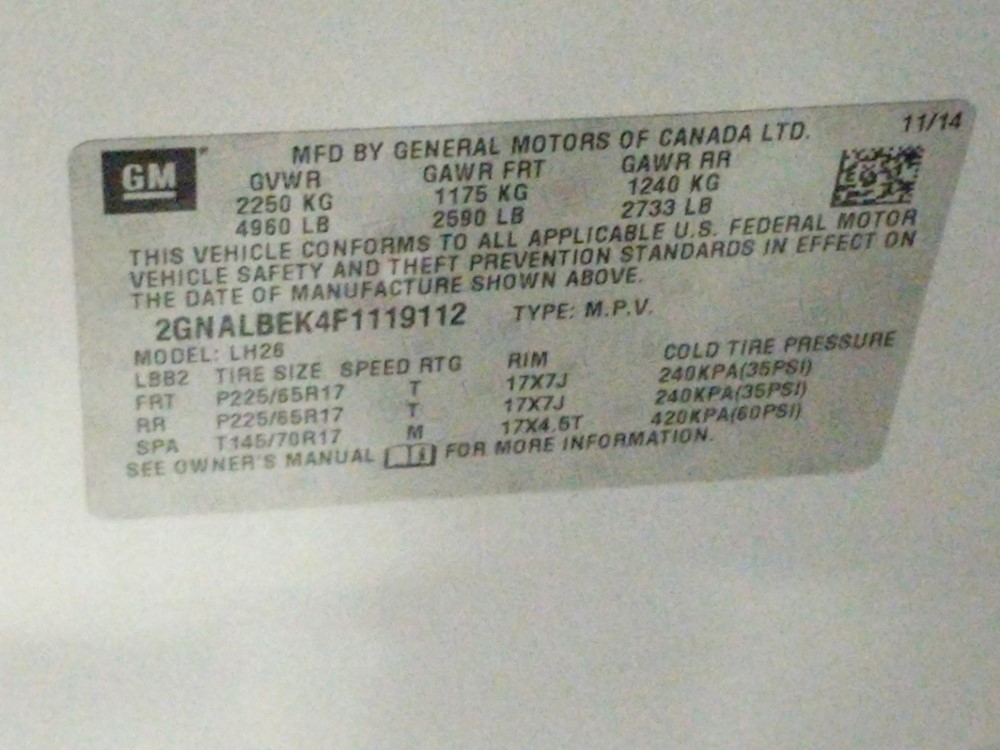 11/14
GM
MFD BY GENERAL MOTORS OF CANADA LTD.
GVWR GAWR FRT GAWR RR
2250 KG 1175 KG 1240 KG
4960 LB 2590 LB 2733 LB
THIS VEHICLE CONFORMS TO ALL APPLICABLE U.S. FEDERAL MOTOR
VEHICLE SAFETY AND THEFT PREVENTION STANDARDS IN EFFECT ON
THE DATE OF MANUFACTURE SHOWN ABOVE.
2GNALBEK4F1119112 TYPE: M.P.V.
MODEL: LH26
LBB2 TIRE SIZE SPEED RTG RIM COLD TIRE PRESSURE
FRT P225/65R17 T 17X7J 240KPA(35PSI)
RR P225/65R17 T 17X7J 240KPA(35PSI)
SPA T145/70R17 M 17X4.5T 420KPA(60PSI)
SEE OWNER'S MANUAL FOR MORE INFORMATION.